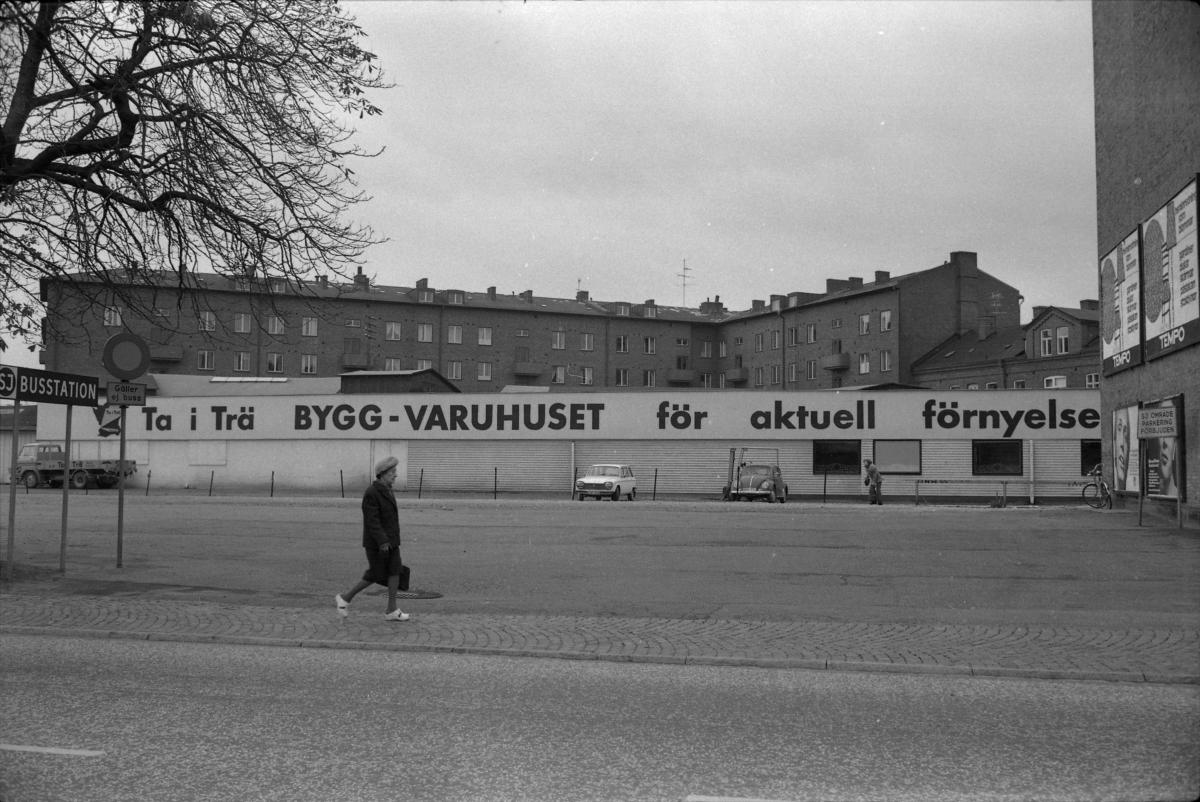 SJ BUSSTATION
Gäller
ej buss
Ta i Trä BYGG-VARUHUSET för aktuell förnyelse
TEMPO
TEMPO
SJ OMRÅDE
PARKERING
FÖRBJUDEN